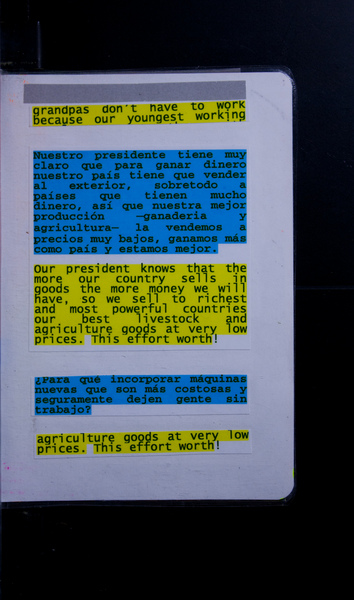 grandpas don't have to work
because our youngest working
Nuestro presidente tiene muy
claro que para ganar dinero
nuestro país tiene que vender
al exterior, sobretodo a
países que tienen mucho
dinero, así que nuestra mejor
producción —ganaderia y
agricultura— la vendemos a
precios muy bajos, ganamos más
como país y estamos mejor.
Our president knows that the
more our country sells in
goods the more money we will
have, so we sell to richest
and most powerful countries
our best livestock and
agriculture goods at very low
prices. This effort worth!
¿Para qué incorporar máquinas
nuevas que son más costosas y
seguramente dejen gente sin
trabajo?
agriculture goods at very low
prices. This effort worth!